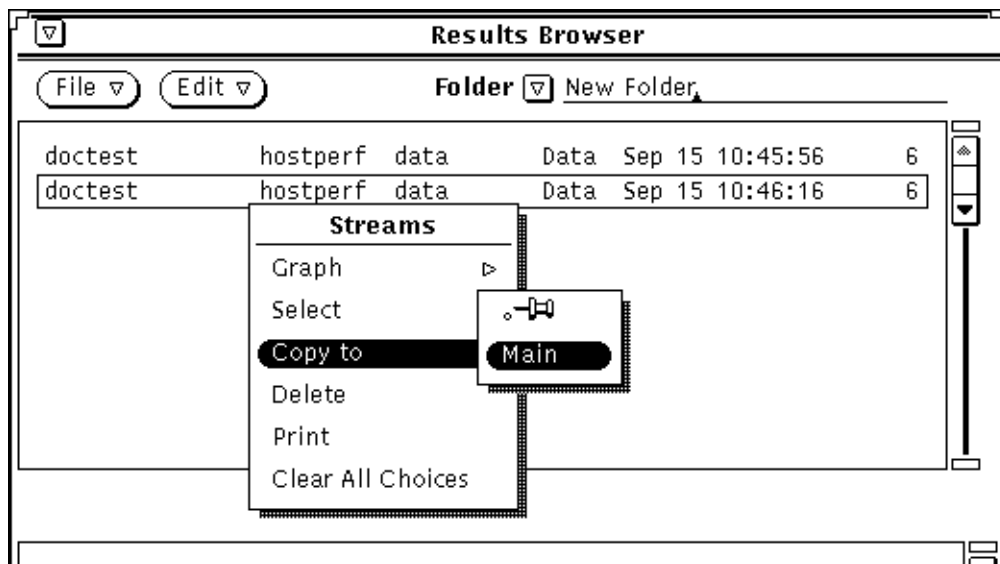 Results Browser
File Edit Folder New Folder
doctest hostperf data Data Sep 15 10:45:56 6
doctest hostperf data Data Sep 15 10:46:16 6
Streams
Graph
Select
Copy to
Main
Delete
Print
Clear All Choices